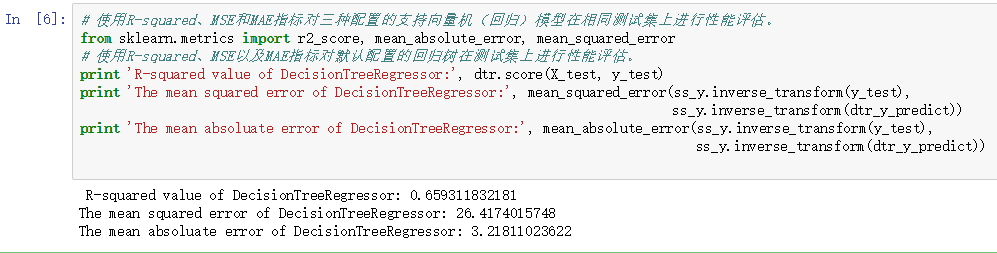 In [6]: # 使用R-squared、MSE和MAE指标对三种配置的支持向量机（回归）模型在相同测试集上进行性能评估。
from sklearn.metrics import r2_score, mean_absolute_error, mean_squared_error
# 使用R-squared、MSE以及MAE指标对默认配置的回归树在测试集上进行性能评估。
print 'R-squared value of DecisionTreeRegressor:', dtr.score(X_test, y_test)
print 'The mean squared error of DecisionTreeRegressor:', mean_squared_error(ss_y.inverse_transform(y_test),
ss_y.inverse_transform(dtr_y_predict))
print 'The mean absoluate error of DecisionTreeRegressor:', mean_absolute_error(ss_y.inverse_transform(y_test),
ss_y.inverse_transform(dtr_y_predict))
R-squared value of DecisionTreeRegressor: 0.659311832181
The mean squared error of DecisionTreeRegressor: 26.4174015748
The mean absoluate error of DecisionTreeRegressor: 3.21811023622